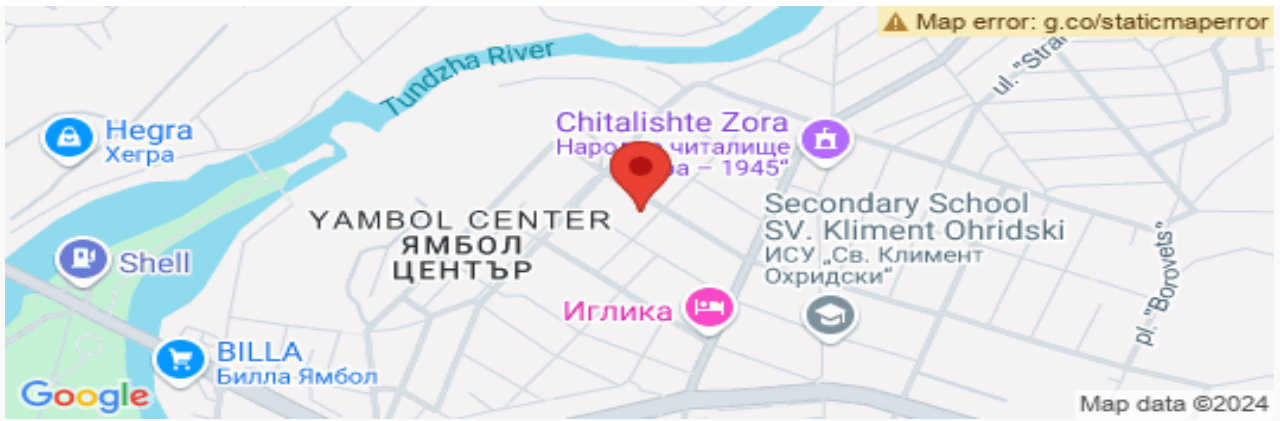 Map error: g.co/staticmaperror
Tundzha River
ul. "Stra
Hegra
Хегра
Chitalishte Zora
читалище
– 1945“
YAMBOL CENTER
ЯМБОЛ
ЦЕНТЪР
Secondary School
SV. Kliment Ohridski
ИСУ „Св. Климент
Охридски“
Shell
pl. "Borovets"
Иглика
BILLA
Билла Ямбол
Google
Map data ©2024